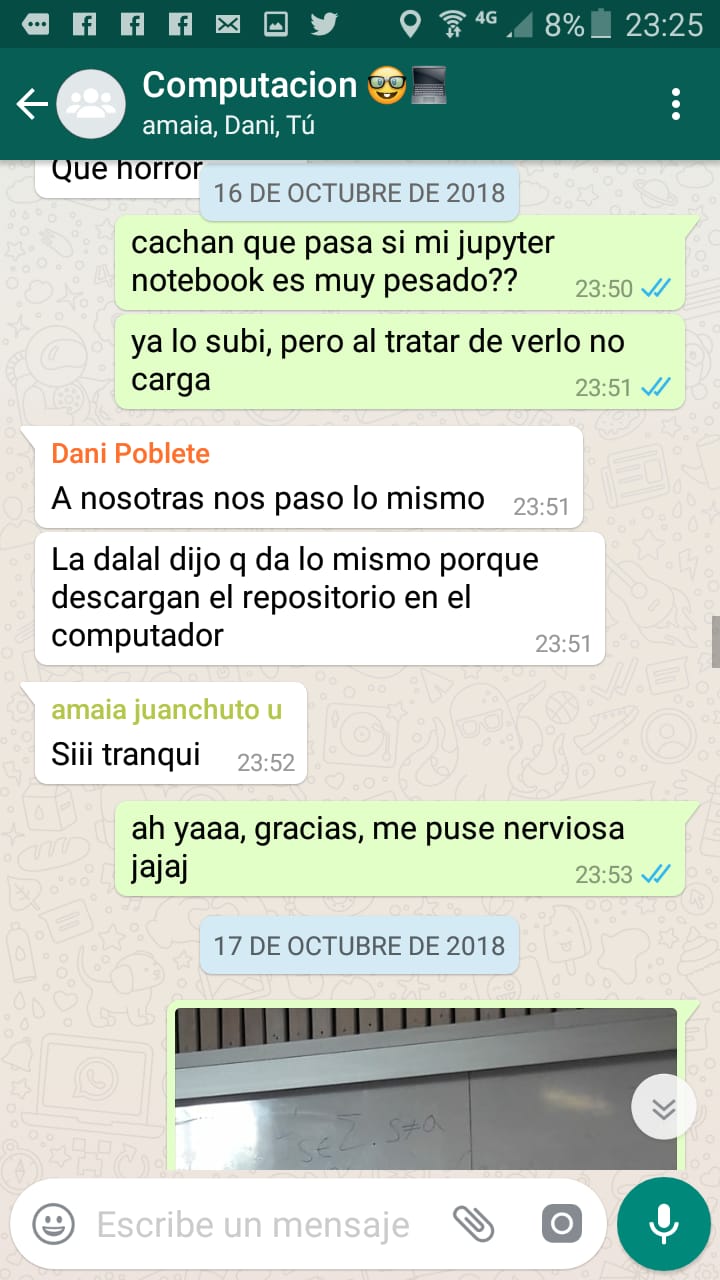 4G 8% 23:25
Computacion
amaia, Dani, Tú
Que horror
16 DE OCTUBRE DE 2018
cachan que pasa si mi jupyter
notebook es muy pesado?? 23:50
ya lo subi, pero al tratar de verlo no
carga 23:51
Dani Poblete
A nosotras nos paso lo mismo 23:51
La dalal dijo q da lo mismo porque
descargan el repositorio en el
computador 23:51
amaia juanchuto u
Siii tranqui 23:52
ah yaaa, gracias, me puse nerviosa
jajaj 23:53
17 DE OCTUBRE DE 2018
s∈Σ. s≠a
Escribe un mensaje